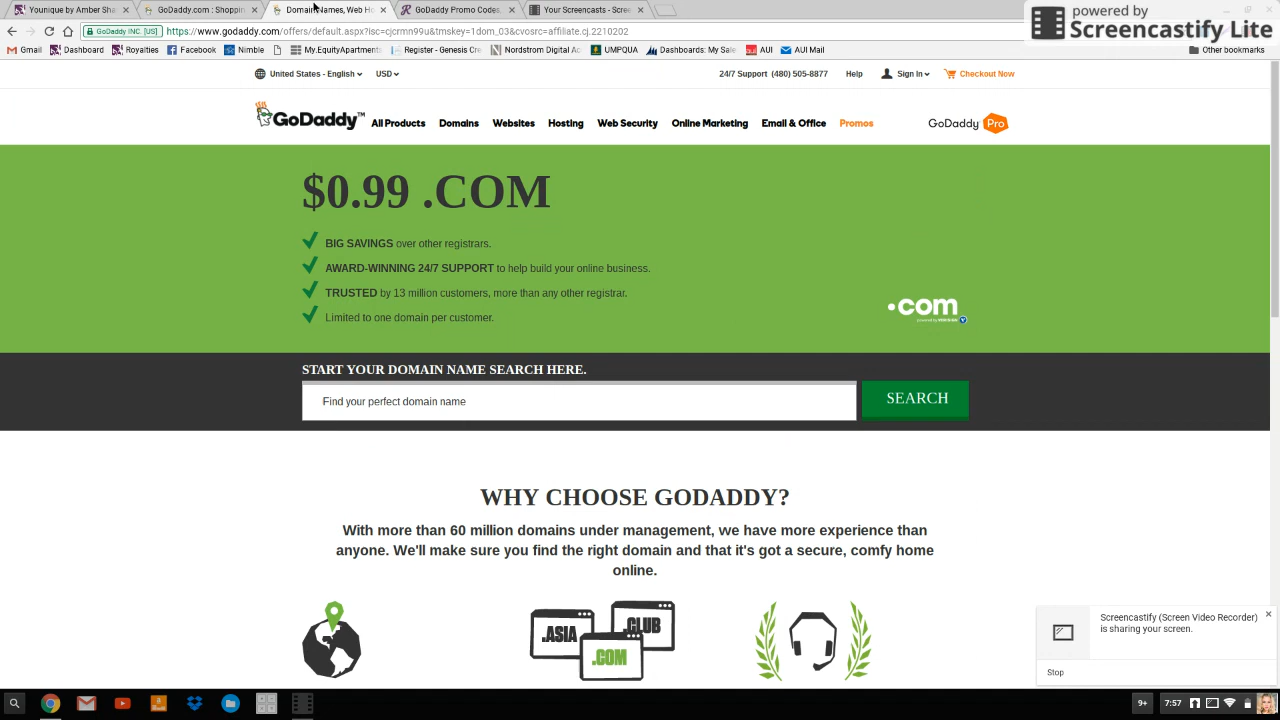 Younique by Amber Sha
GoDaddy.com : Shoppin
Domain Names, Web Ho
GoDaddy Promo Codes,
Your Screencasts - Scree
powered by
Screencastify Lite
GoDaddy INC. [US]
https://www.godaddy.com/offers/default.aspx?isc=cjcrmn99u&tmskey=1dom_03&cvosrc=affiliate.cj.2210202
Gmail
Dashboard
Royalties
Facebook
Nimble
My.EquityApartments
Register - Genesis Cre
Nordstrom Digital Ac
UMPQUA
Dashboards: My Sale
AUI
AUI Mail
Other bookmarks
United States - English
USD
24/7 Support (480) 505-8877
Help
Sign In
Checkout Now
GoDaddy™
All Products
Domains
Websites
Hosting
Web Security
Online Marketing
Email & Office
Promos
GoDaddy Pro
$0.99 .COM
BIG SAVINGS over other registrars.
AWARD-WINNING 24/7 SUPPORT to help build your online business.
TRUSTED by 13 million customers, more than any other registrar.
Limited to one domain per customer.
.com
powered by VERISIGN
START YOUR DOMAIN NAME SEARCH HERE.
Find your perfect domain name
SEARCH
WHY CHOOSE GODADDY?
With more than 60 million domains under management, we have more experience than
anyone. We'll make sure you find the right domain and that it's got a secure, comfy home
online.
.ASIA
.CLUB
.COM
Screencastify (Screen Video Recorder)
is sharing your screen.
Stop
9+
7:57